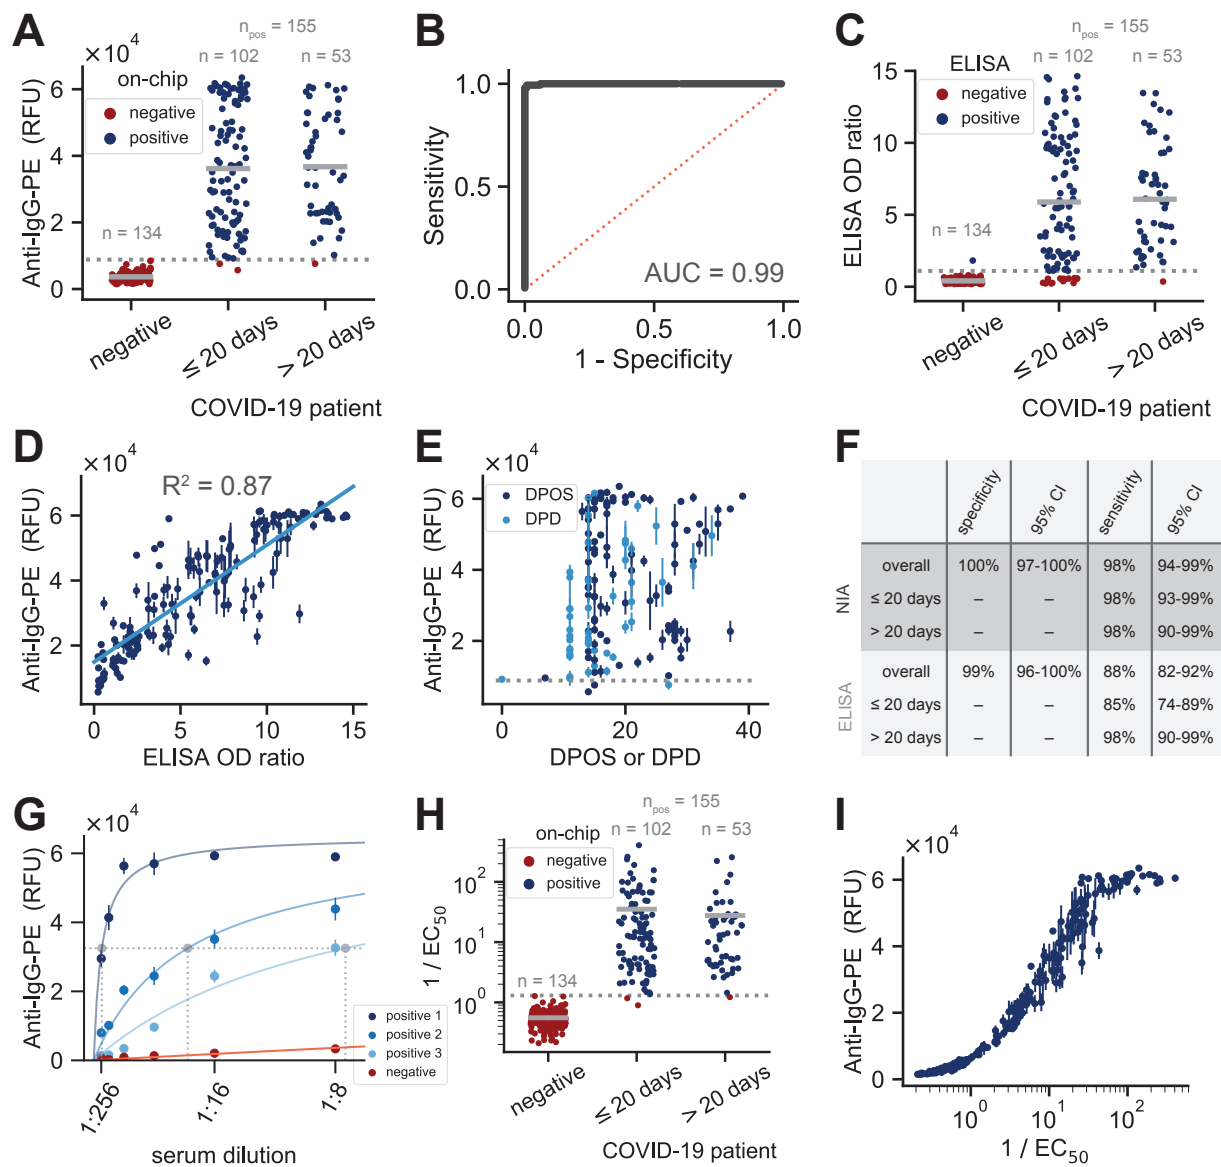 A
×10⁴
n_pos = 155
n = 102
n = 53
on-chip
negative
positive
n = 134
Anti-IgG-PE (RFU)
6
4
2
0
negative
≤ 20 days
> 20 days
COVID-19 patient
B
Sensitivity
1.0
0.5
0.0
AUC = 0.99
0.0
0.5
1.0
1 - Specificity
C
n_pos = 155
n = 102
n = 53
ELISA
negative
positive
n = 134
ELISA OD ratio
15
10
5
0
negative
≤ 20 days
> 20 days
COVID-19 patient
D
×10⁴
R² = 0.87
Anti-IgG-PE (RFU)
6
4
2
0
5
10
15
ELISA OD ratio
E
×10⁴
DPOS
DPD
Anti-IgG-PE (RFU)
6
4
2
0
20
40
DPOS or DPD
F
specificity
95% CI
sensitivity
95% CI
NIA
overall 100% 97-100% 98% 94-99%
≤ 20 days – – 98% 93-99%
> 20 days – – 98% 90-99%
ELISA
overall 99% 96-100% 88% 82-92%
≤ 20 days – – 85% 74-89%
> 20 days – – 98% 90-99%
G
×10⁴
Anti-IgG-PE (RFU)
8
6
4
2
0
positive 1
positive 2
positive 3
negative
1:256
1:16
1:8
serum dilution
H
n_pos = 155
n = 102
n = 53
on-chip
negative
positive
n = 134
1 / EC₅₀
10²
10¹
10⁰
negative
≤ 20 days
> 20 days
COVID-19 patient
I
×10⁴
Anti-IgG-PE (RFU)
6
4
2
0
10⁰
10¹
10²
1 / EC₅₀